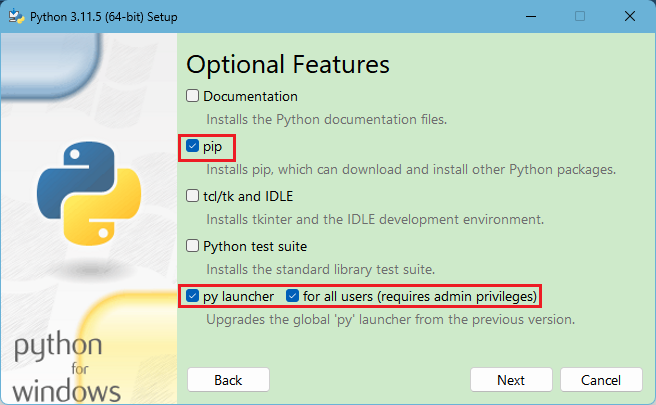 Python 3.11.5 (64-bit) Setup
Optional Features
Documentation
Installs the Python documentation files.
pip
Installs pip, which can download and install other Python packages.
tcl/tk and IDLE
Installs tkinter and the IDLE development environment.
Python test suite
Installs the standard library test suite.
py launcher for all users (requires admin privileges)
Upgrades the global 'py' launcher from the previous version.
python
for
windows
Back Next Cancel